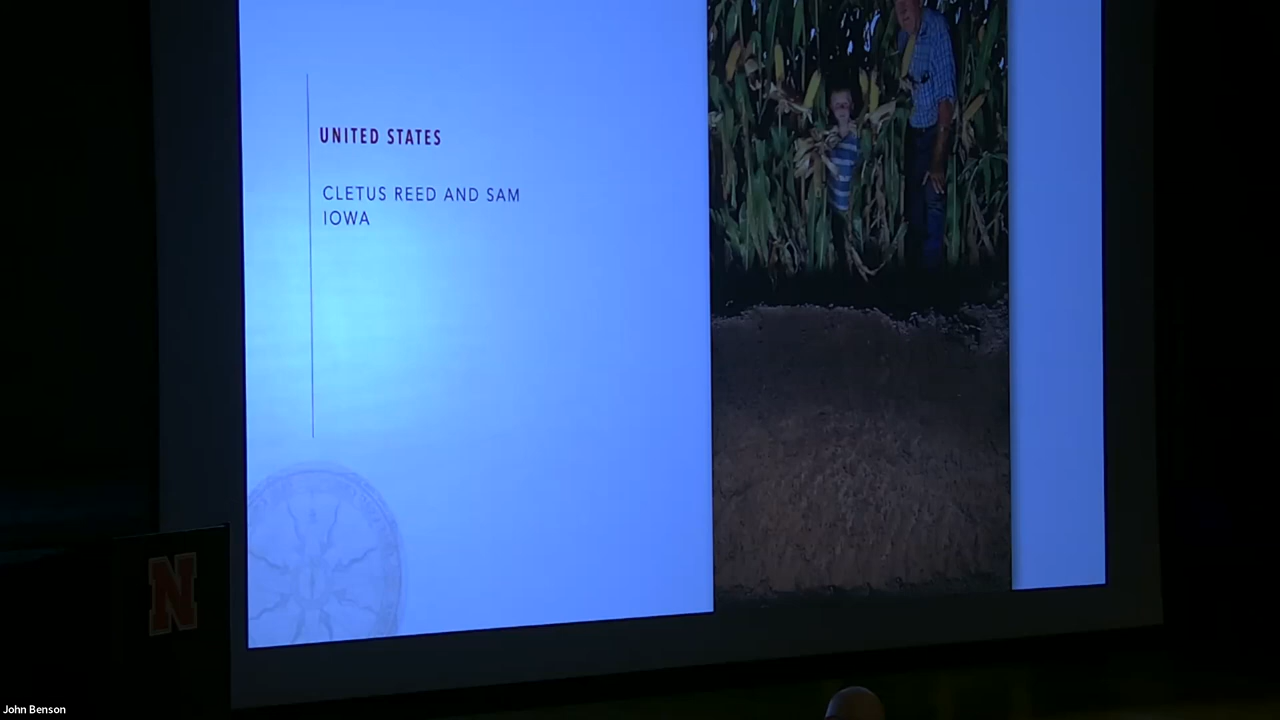 UNITED STATES
CLETUS REED AND SAM
IOWA
N
John Benson